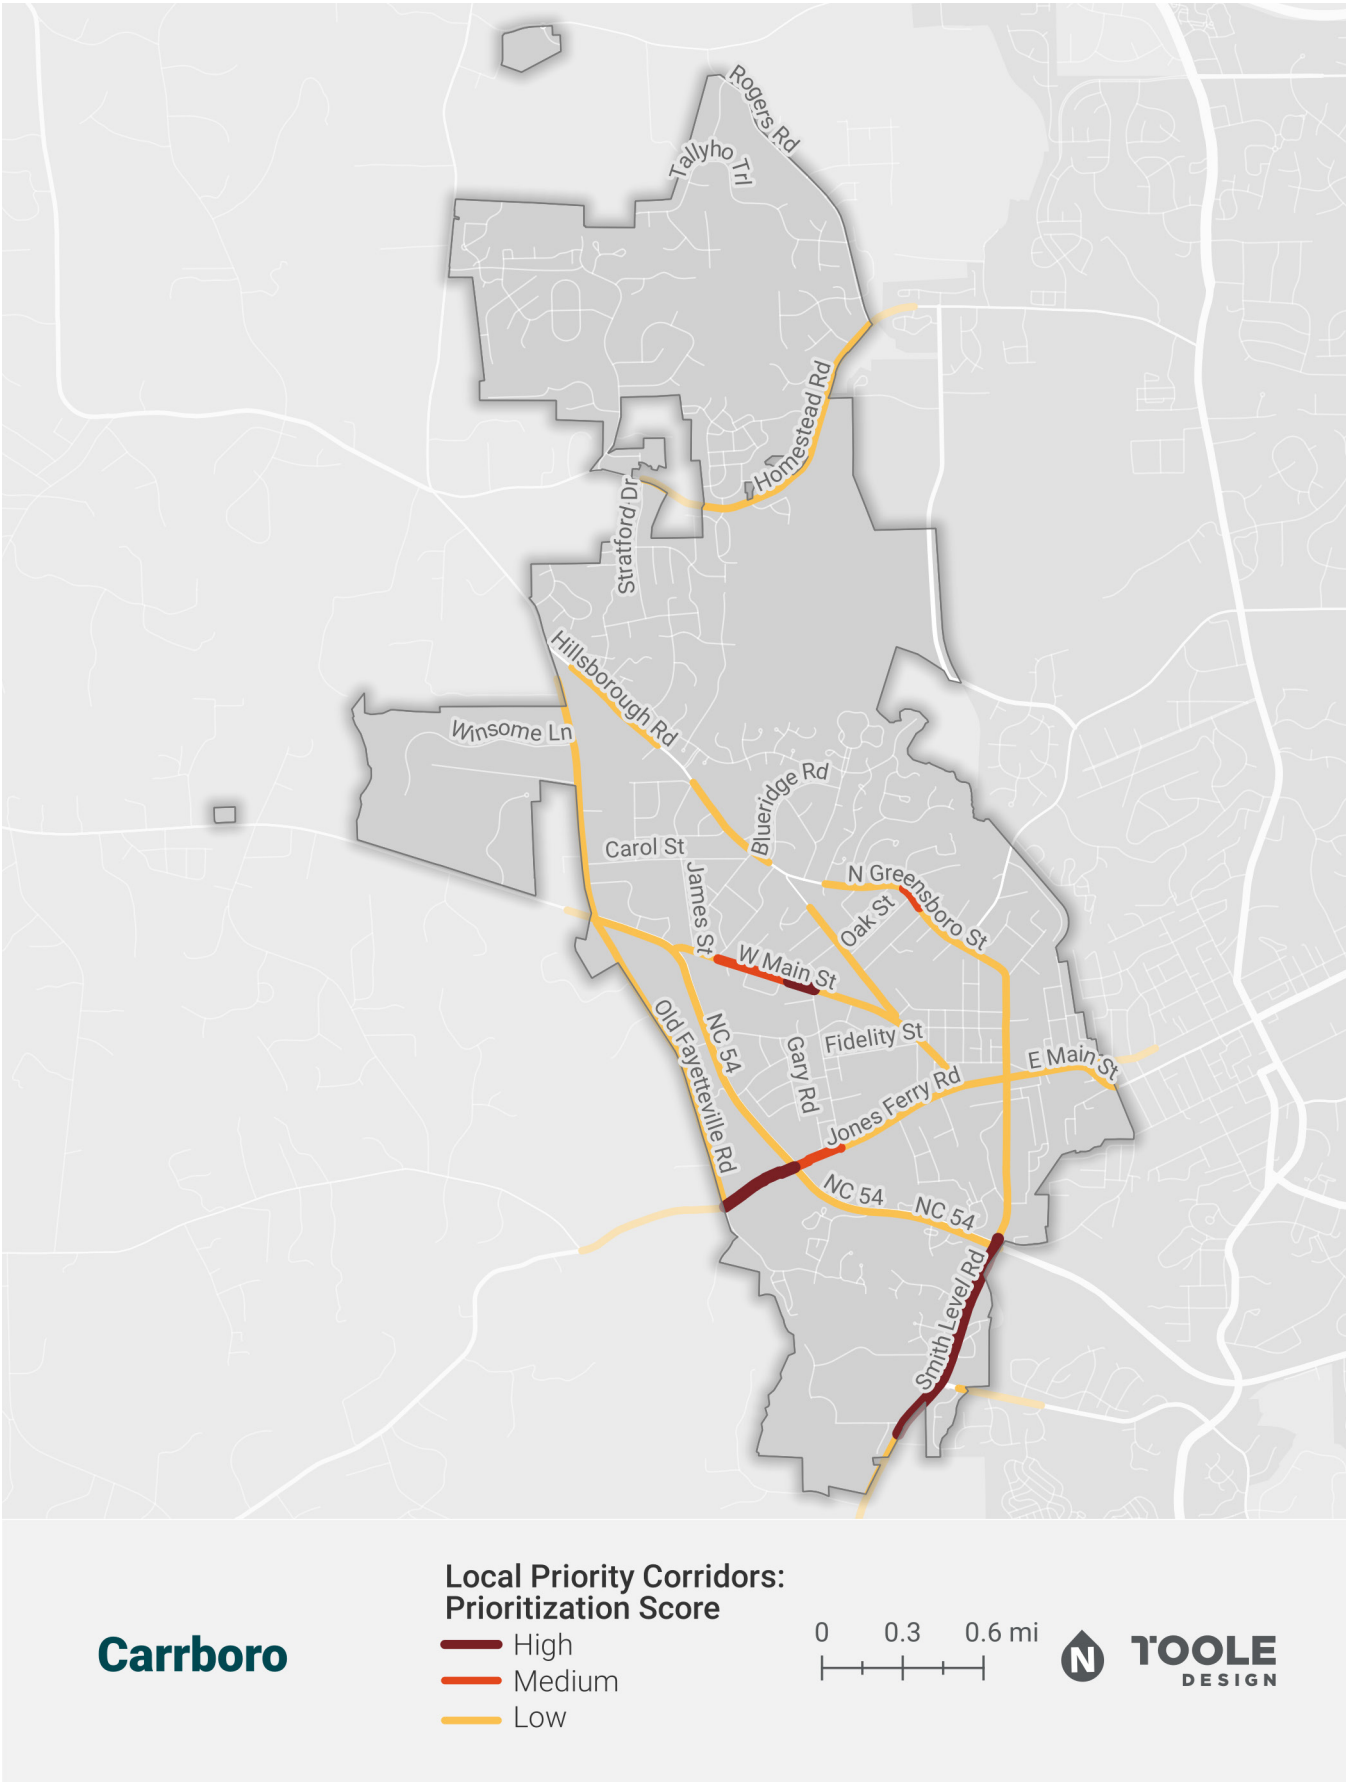 Rogers Rd
Tallyho Trl
Homestead Rd
Stratford Dr
Hillsborough Rd
Winsome Ln
Blueridge Rd
Carol St
James St
N Greensboro St
Oak St
W Main St
Old Fayetteville Rd
NC 54
Gary Rd
Fidelity St
E Main St
Jones Ferry Rd
NC 54
NC 54
Smith Level Rd
Carrboro
Local Priority Corridors:
Prioritization Score
High
Medium
Low
0 0.3 0.6 mi
N
TOOLE
DESIGN